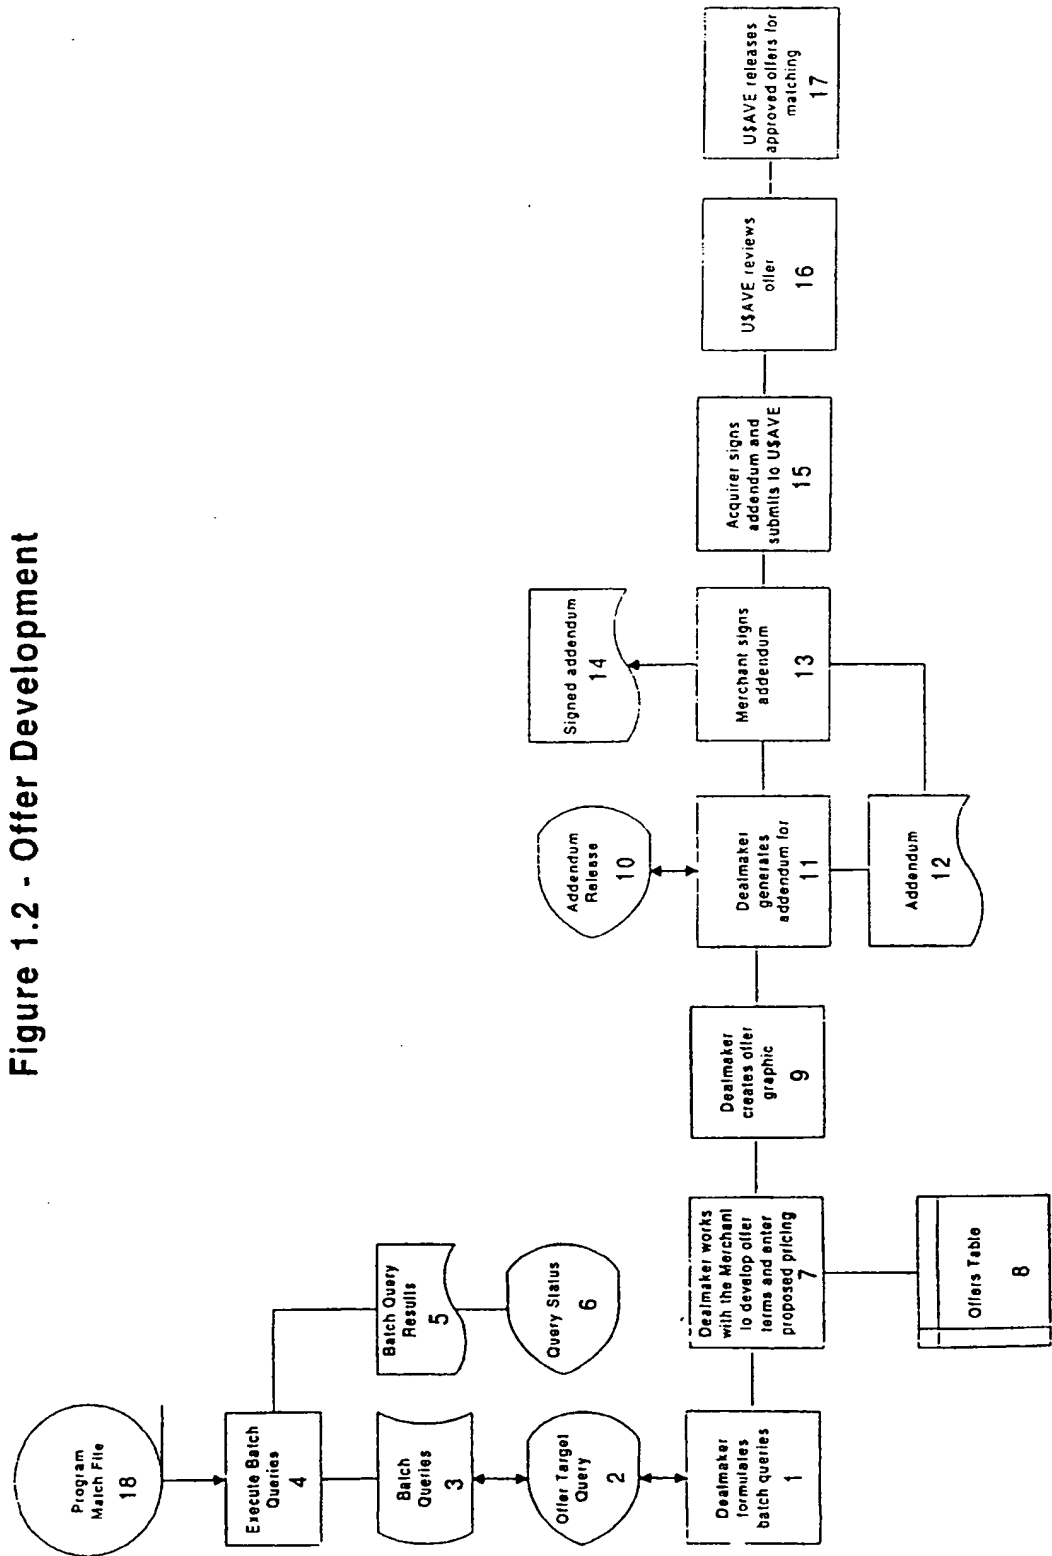 Figure 1.2 - Offer Development
Program
Match File
18
Execute Batch
Queries
4
Batch Query
Results
5
Batch
Queries
3
Query Status
6
Offer Target
Query
2
Dealmaker
formulates
batch queries
1
Dealmaker works
with the Merchant
to develop offer
terms and enter
proposed pricing
7
Offers Table
8
Dealmaker
creates offer
graphic
9
Addendum
Release
10
Dealmaker
generates
addendum for
11
Addendum
12
Signed addendum
14
Merchant signs
addendum
13
Acquirer signs
addendum and
submits to U$AVE
15
U$AVE reviews
offer
16
U$AVE releases
approved offers for
matching
17